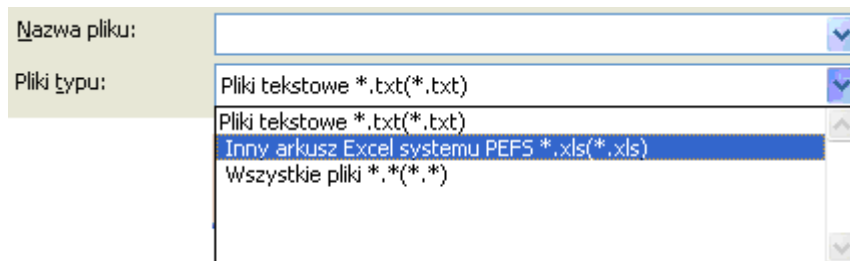 Nazwa pliku:
Pliki typu:
Pliki tekstowe *.txt(*.txt)
Pliki tekstowe *.txt(*.txt)
Inny arkusz Excel systemu PEFS *.xls(*.xls)
Wszystkie pliki *.*(*.*)